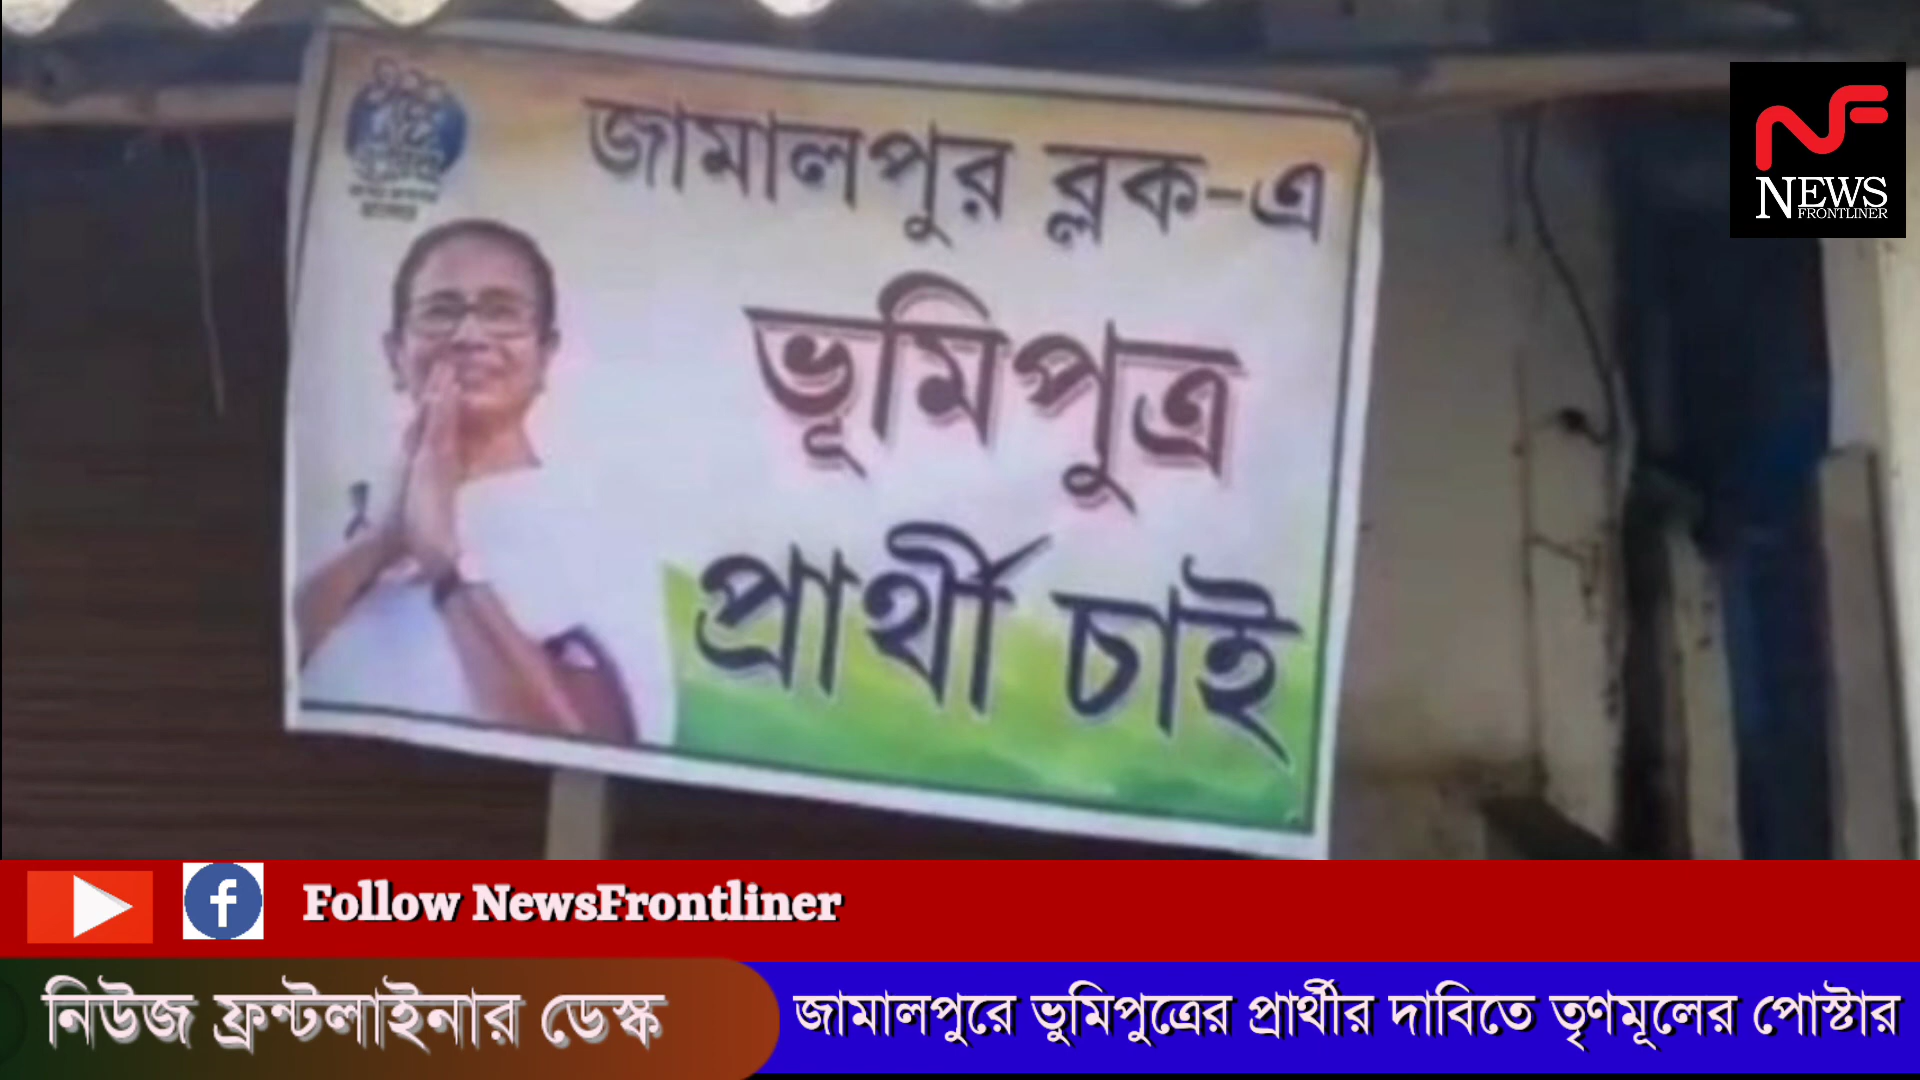 জামালপুর ব্লক-এ
ভূমিপুত্র
প্রার্থী চাই
NEWS
FRONTLINER
Follow NewsFrontliner
নিউজ ফ্রন্টলাইনার ডেস্ক
জামালপুরে ভুমিপুত্রের প্রার্থীর দাবিতে তৃণমূলের পোস্টার